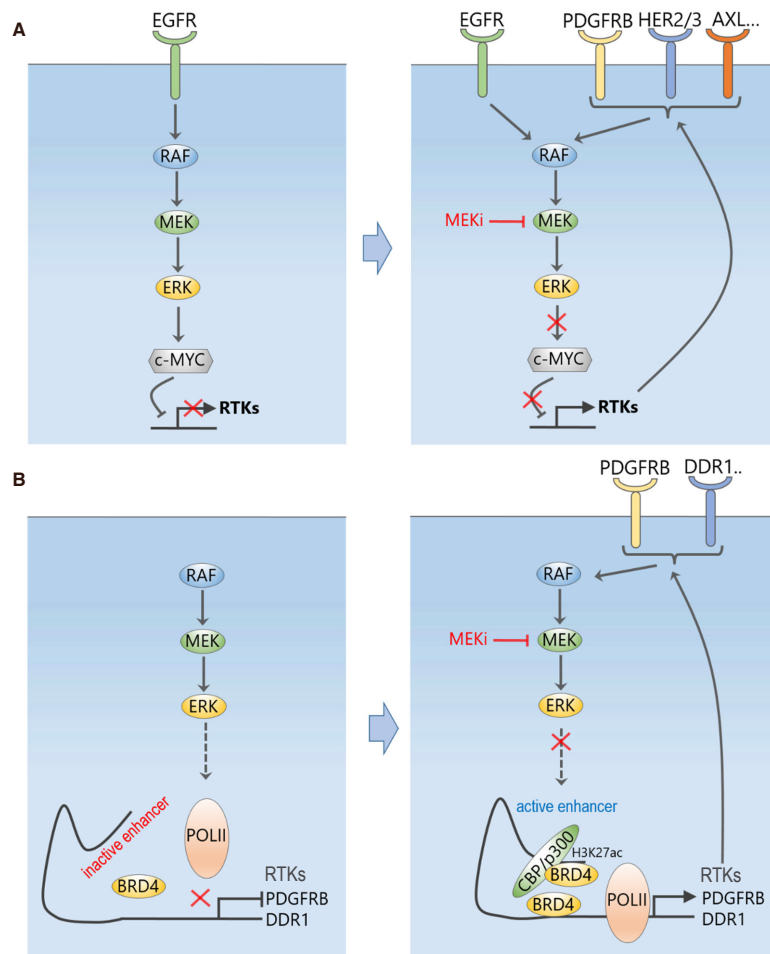 A
EGFR
RAF
MEK
ERK
c-MYC
RTKs
EGFR
PDGFRB
HER2/3
AXL...
RAF
MEKi
MEK
ERK
c-MYC
RTKs
B
RAF
MEK
ERK
inactive enhancer
POLII
BRD4
RTKs
PDGFRB
DDR1
PDGFRB
DDR1..
RAF
MEKi
MEK
ERK
active enhancer
CBP/p300
H3K27ac
BRD4
BRD4
POLII
RTKs
PDGFRB
DDR1